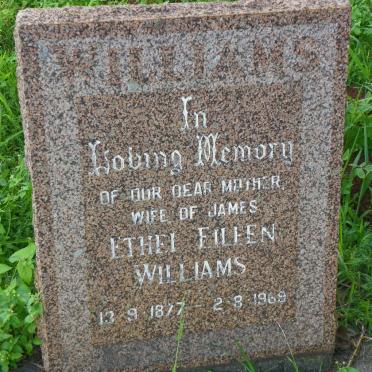 WILLIAMS
In
Loving Memory
OF OUR DEAR MOTHER,
WIFE OF JAMES
ETHEL EILEEN
WILLIAMS
13·9·1877 – 2·8·1969